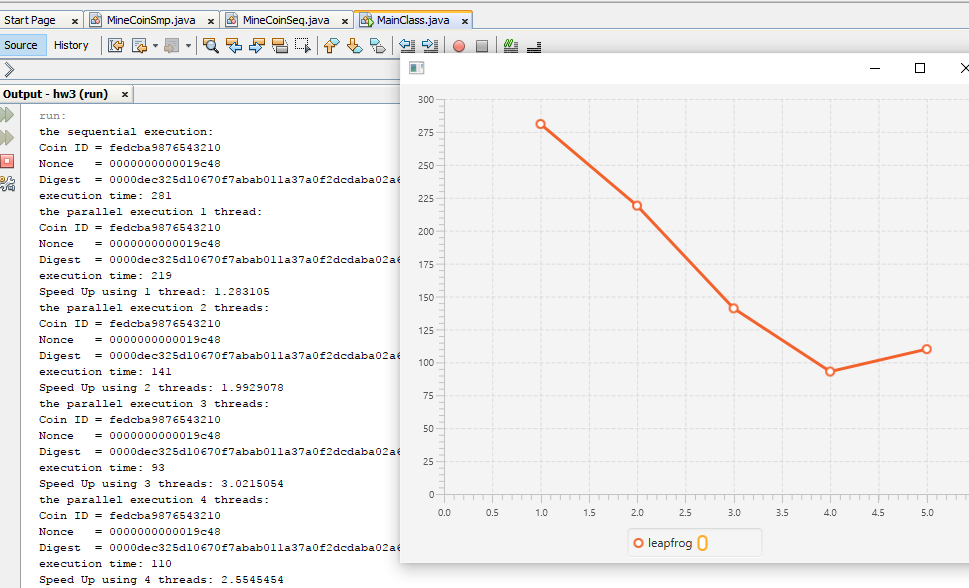 Start Page
MineCoinSmp.java
MineCoinSeq.java
MainClass.java
Source
History
Output - hw3 (run)
run:
the sequential execution:
Coin ID = fedcba9876543210
Nonce   = 0000000000019c48
Digest  = 0000dec325d10670f7abab011a37a0f2dcdaba02a6
execution time: 281
the parallel execution 1 thread:
Coin ID = fedcba9876543210
Nonce   = 0000000000019c48
Digest  = 0000dec325d10670f7abab011a37a0f2dcdaba02a6
execution time: 219
Speed Up using 1 thread: 1.283105
the parallel execution 2 threads:
Coin ID = fedcba9876543210
Nonce   = 0000000000019c48
Digest  = 0000dec325d10670f7abab011a37a0f2dcdaba02a6
execution time: 141
Speed Up using 2 threads: 1.9929078
the parallel execution 3 threads:
Coin ID = fedcba9876543210
Nonce   = 0000000000019c48
Digest  = 0000dec325d10670f7abab011a37a0f2dcdaba02a6
execution time: 93
Speed Up using 3 threads: 3.0215054
the parallel execution 4 threads:
Coin ID = fedcba9876543210
Nonce   = 0000000000019c48
Digest  = 0000dec325d10670f7abab011a37a0f2dcdaba02a6
execution time: 110
Speed Up using 4 threads: 2.5545454
300
275
250
225
200
175
150
125
100
75
50
25
0
0.0 0.5 1.0 1.5 2.0 2.5 3.0 3.5 4.0 4.5 5.0
leapfrog